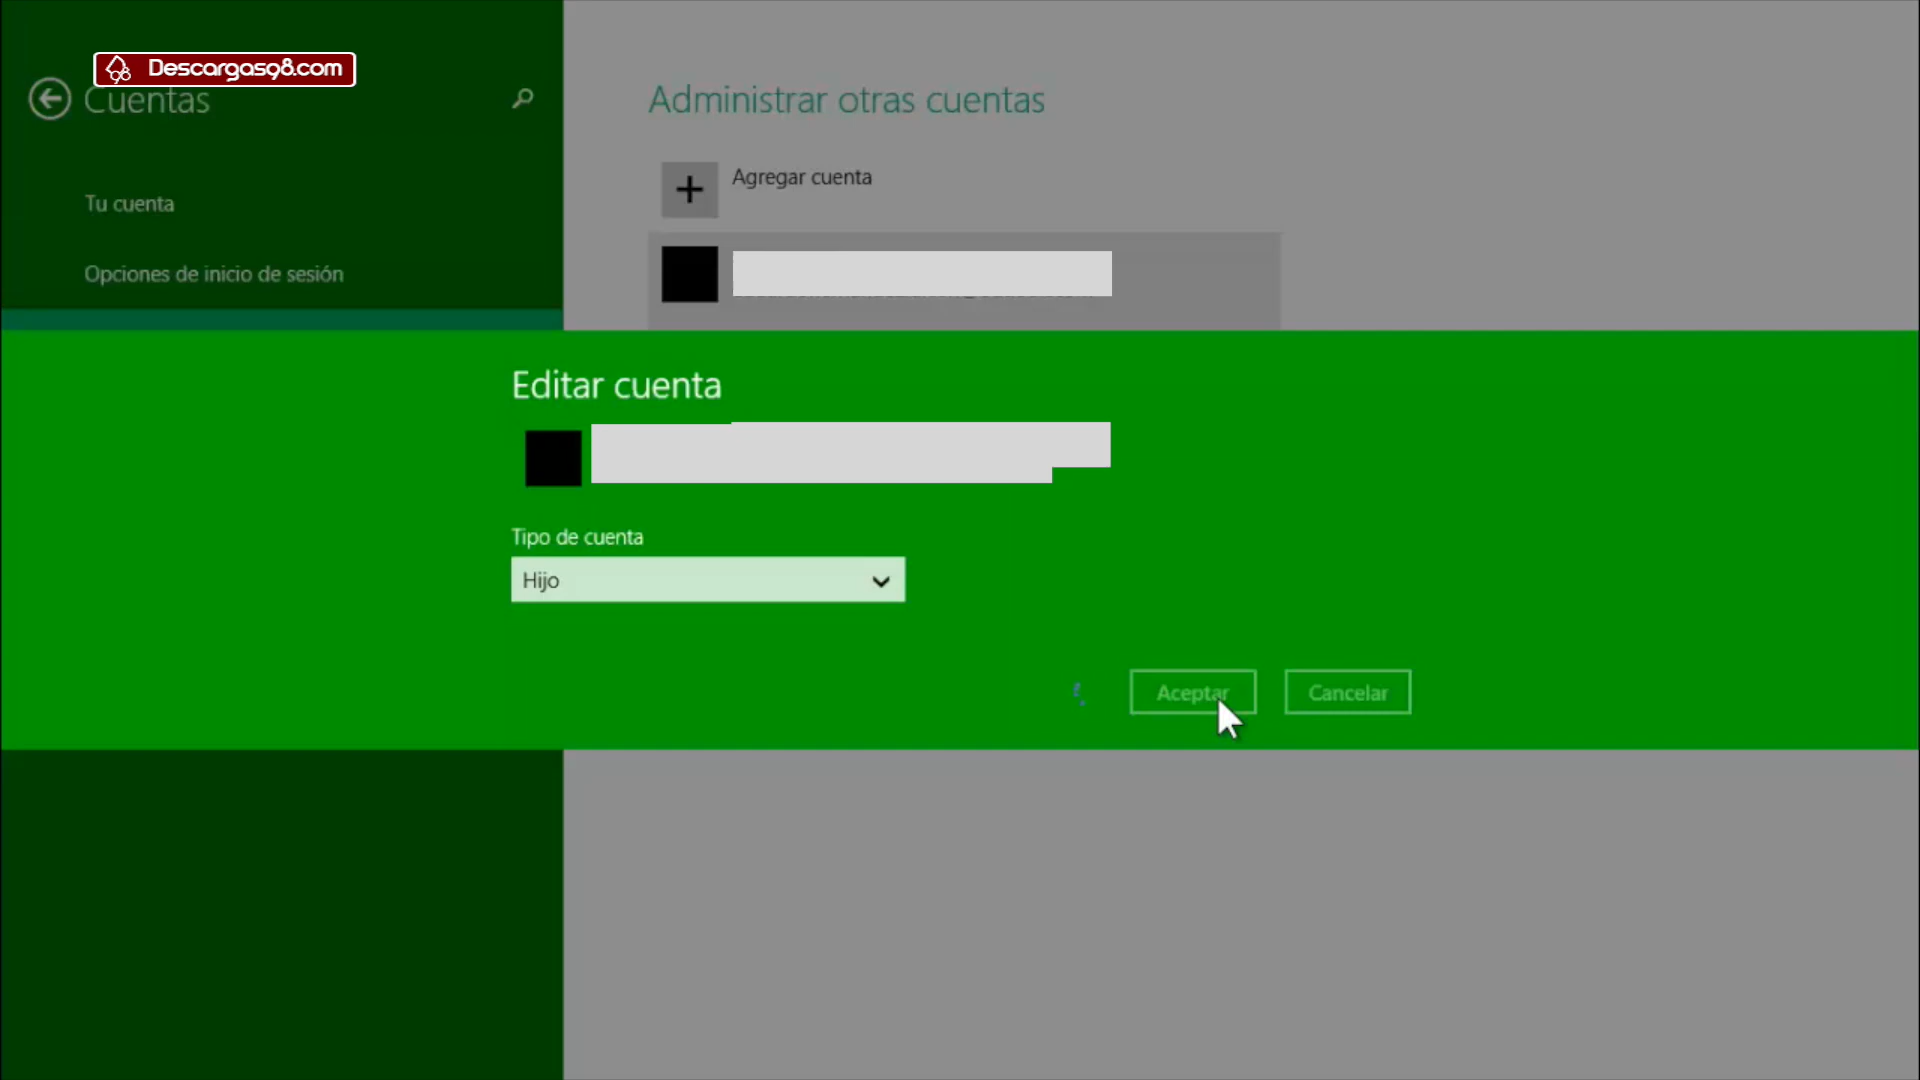 Descargas98.com
Cuentas
Tu cuenta
Opciones de inicio de sesión
Administrar otras cuentas
Agregar cuenta
Editar cuenta
Tipo de cuenta
Hijo
Aceptar
Cancelar